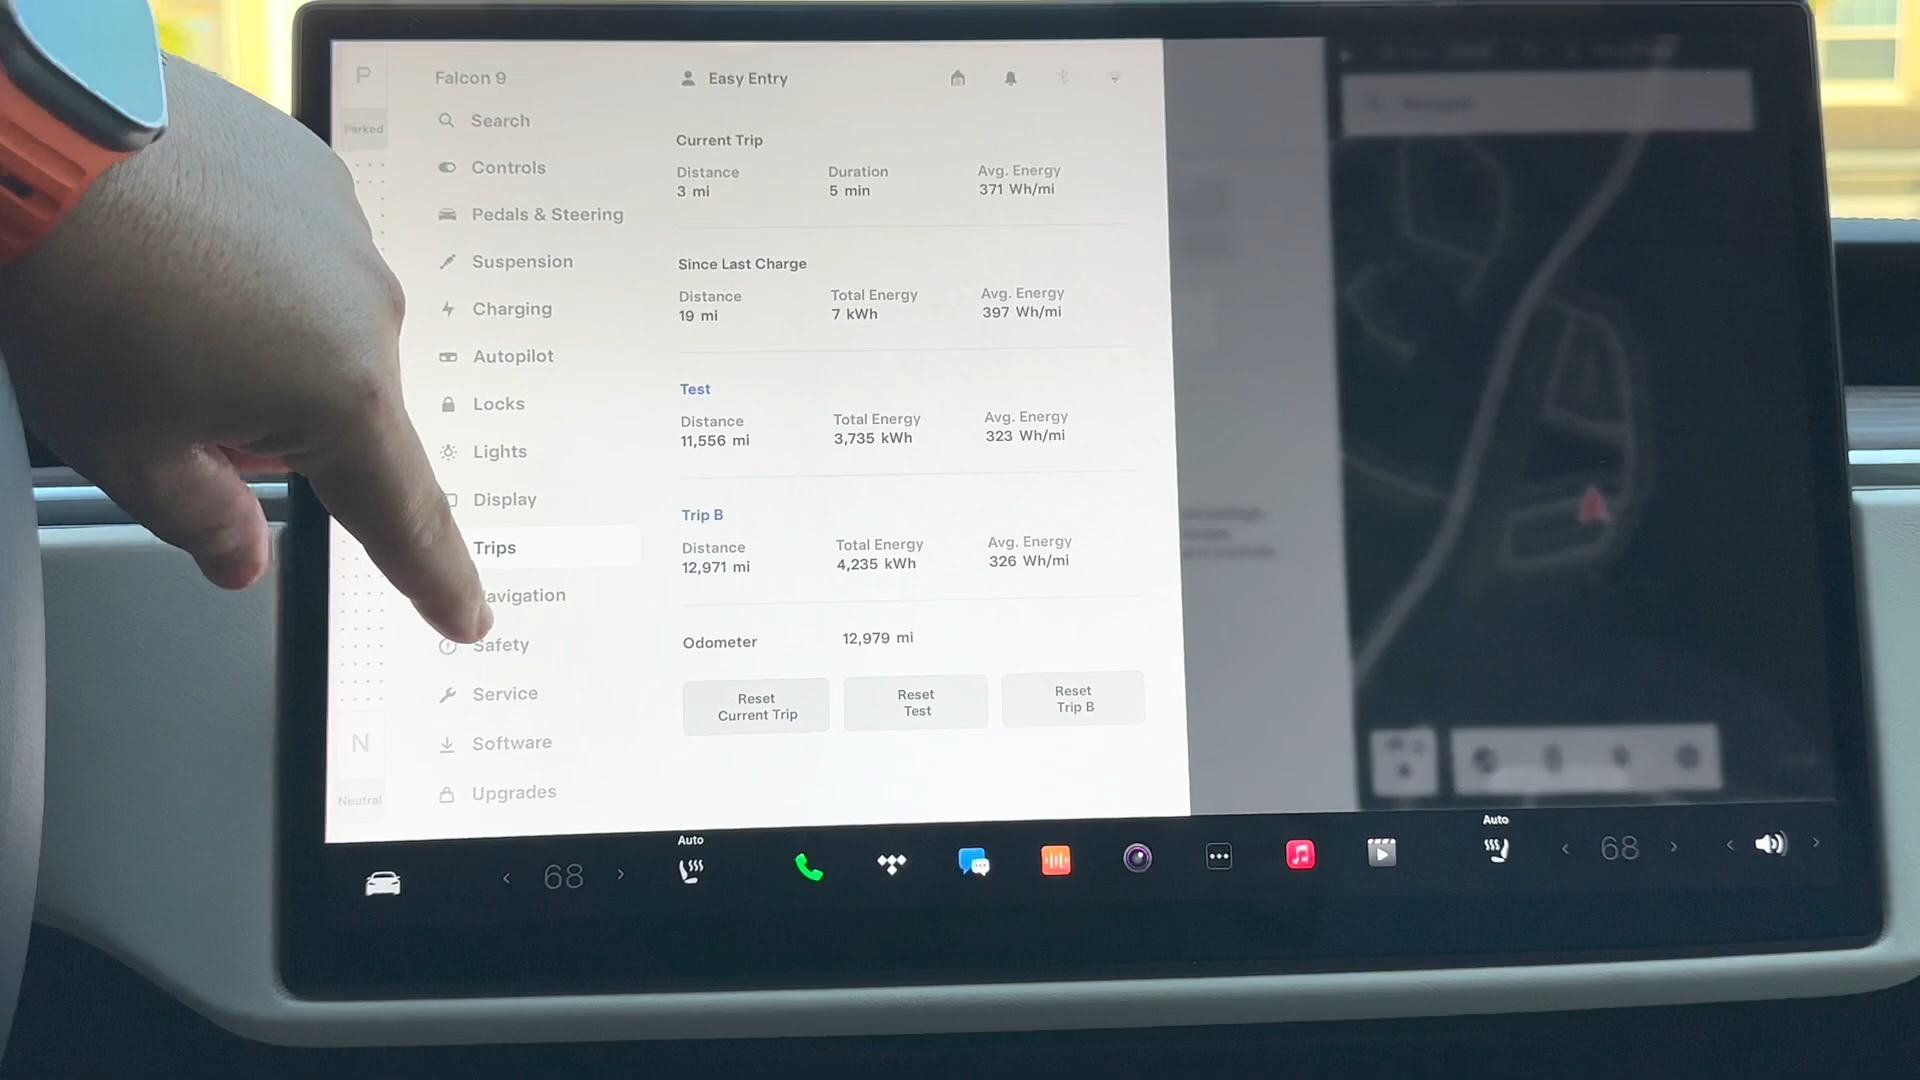 P
Parked
N
Neutral
Falcon 9
Search
Controls
Pedals & Steering
Suspension
Charging
Autopilot
Locks
Lights
Display
Trips
Safety
Service
Software
Upgrades
Easy Entry
Current Trip
Distance Duration Avg. Energy
3 mi 5 min 371 Wh/mi
Since Last Charge
Distance Total Energy Avg. Energy
19 mi 7 kWh 397 Wh/mi
Test
Distance Total Energy Avg. Energy
11,556 mi 3,735 kWh 323 Wh/mi
Trip B
Distance Total Energy Avg. Energy
12,971 mi 4,235 kWh 326 Wh/mi
Odometer 12,979 mi
Reset
Current Trip
Reset
Test
Reset
Trip B
68
Auto
Auto
68